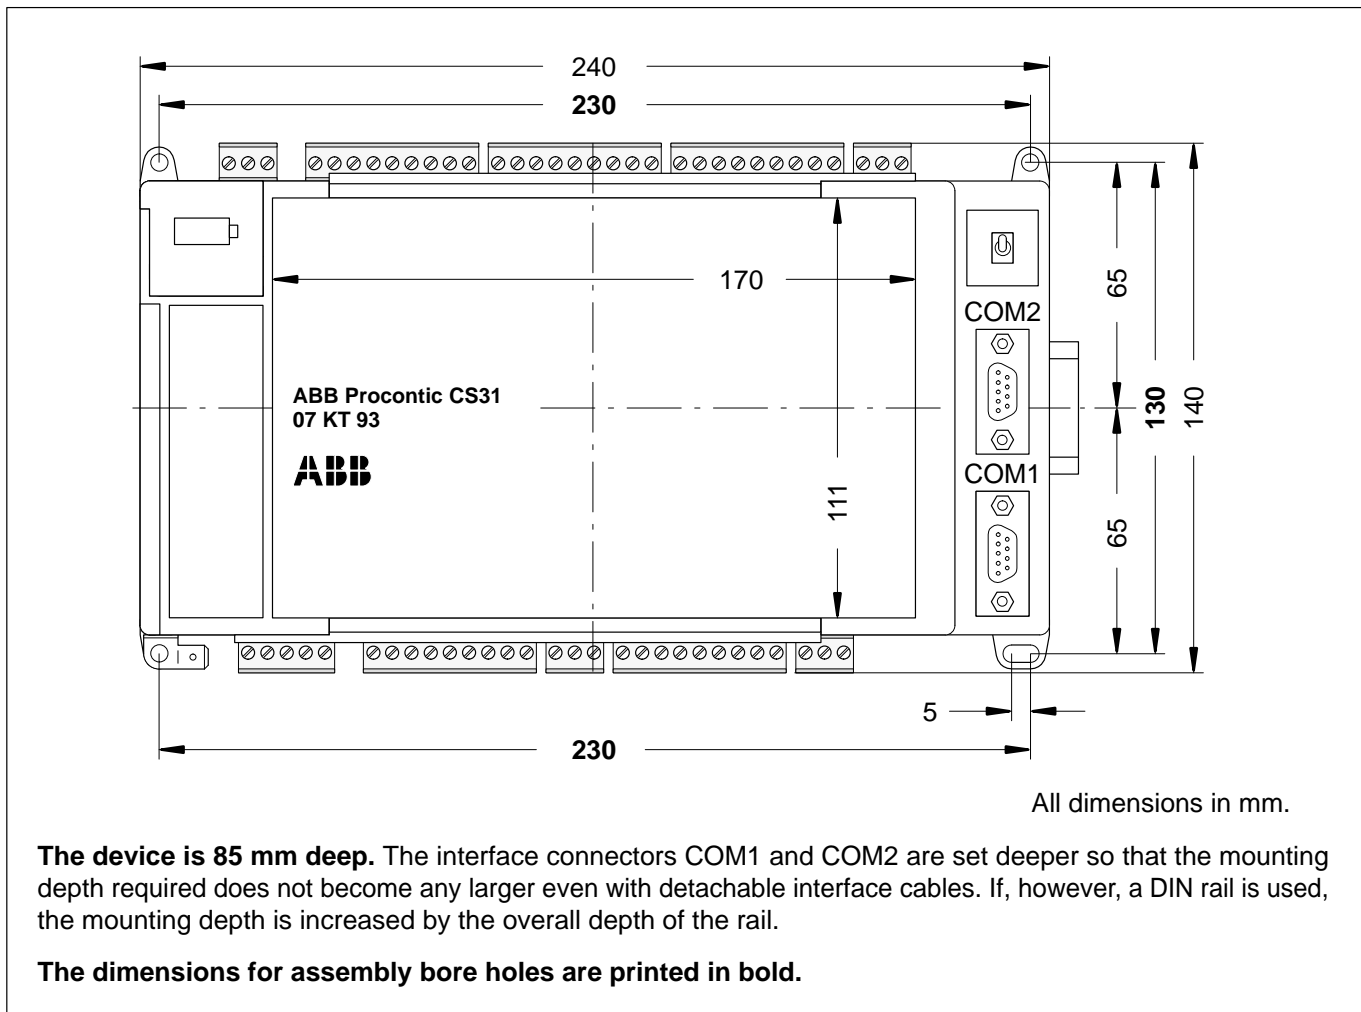 240
230
170
COM2
65
ABB Procontic CS31
07 KT 93
130
140
ABB
COM1
111
65
5
230
All dimensions in mm.
The device is 85 mm deep. The interface connectors COM1 and COM2 are set deeper so that the mounting
depth required does not become any larger even with detachable interface cables. If, however, a DIN rail is used,
the mounting depth is increased by the overall depth of the rail.
The dimensions for assembly bore holes are printed in bold.